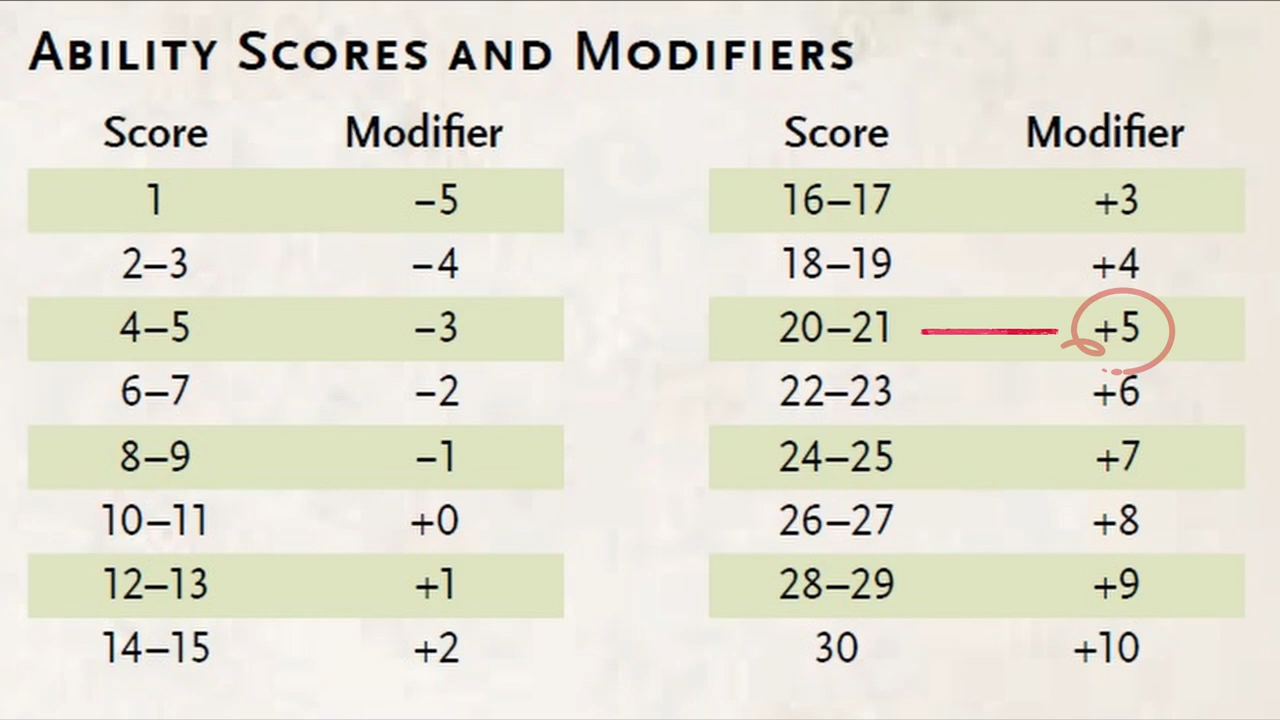 ABILITY SCORES AND MODIFIERS
Score Modifier Score Modifier
1 −5 16–17 +3
2–3 −4 18–19 +4
4–5 −3 20–21 +5
6–7 −2 22–23 +6
8–9 −1 24–25 +7
10–11 +0 26–27 +8
12–13 +1 28–29 +9
14–15 +2 30 +10